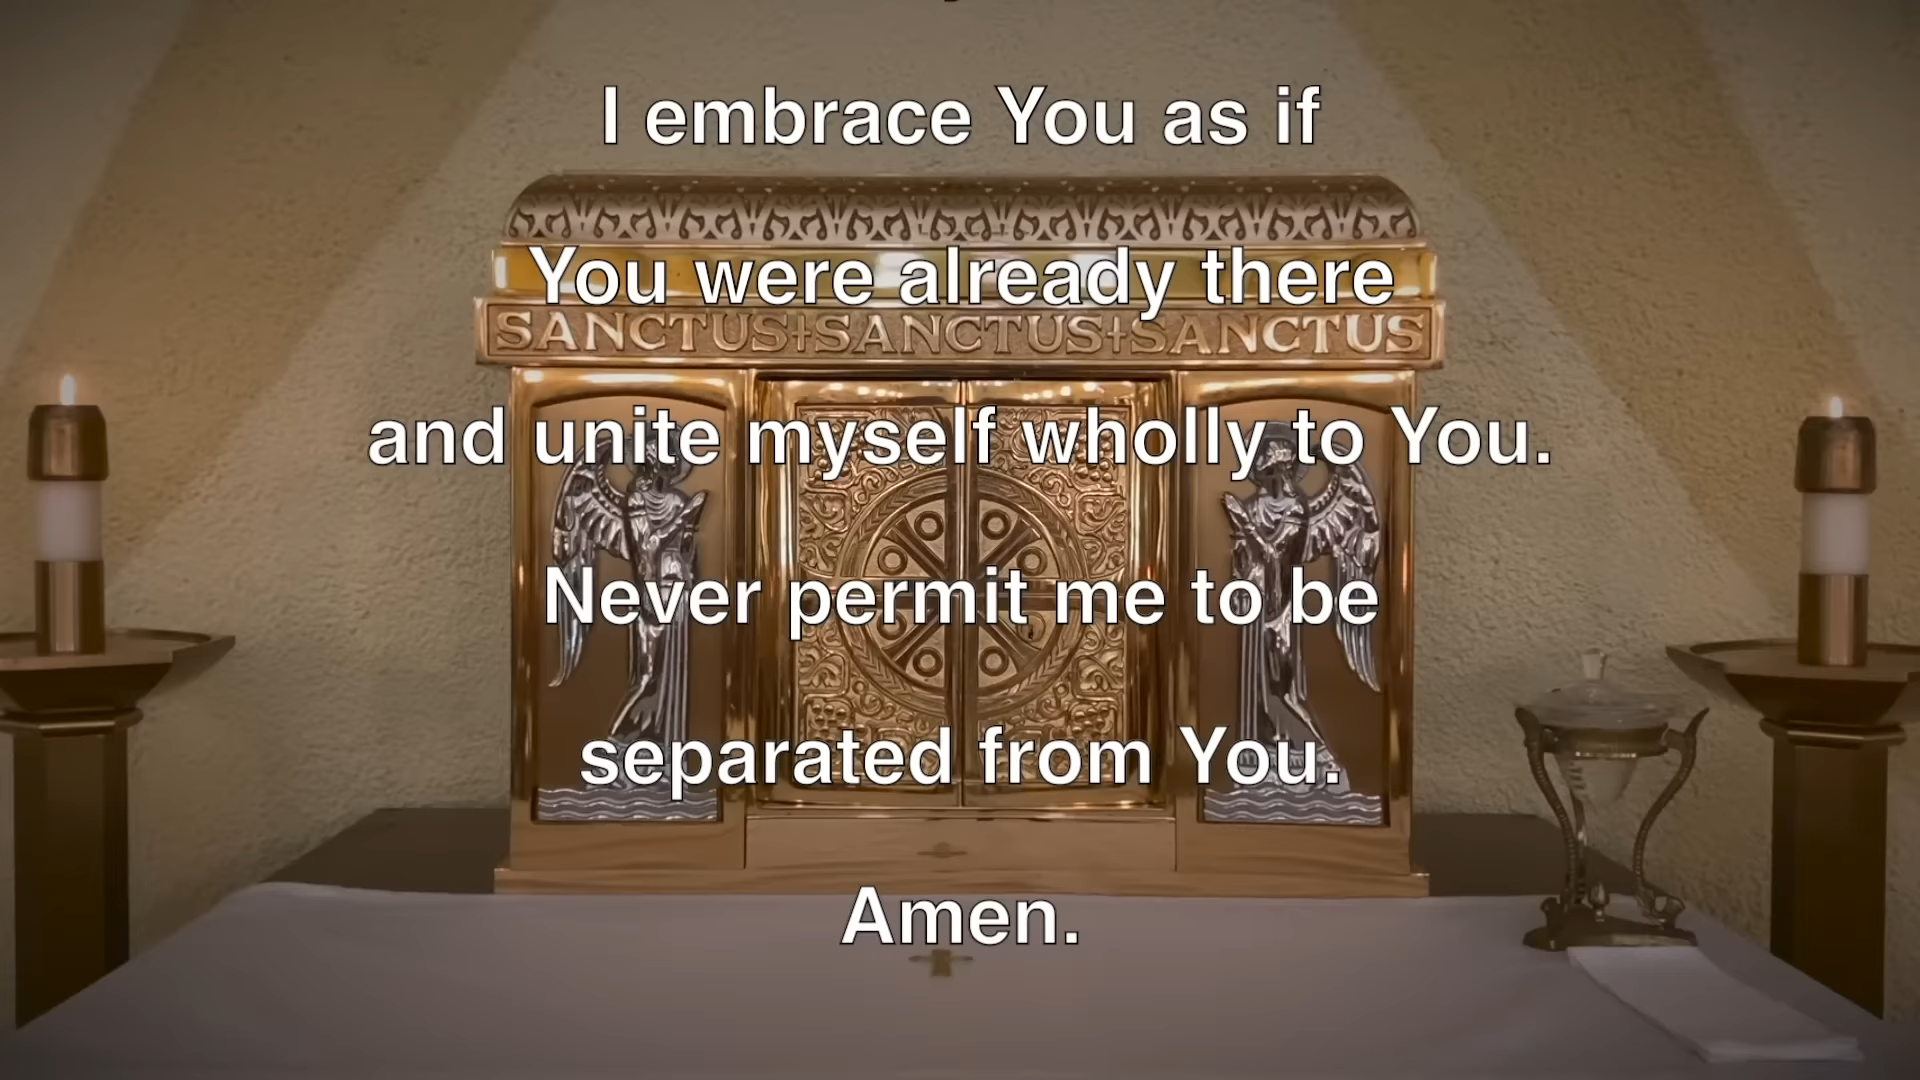 I embrace You as if
You were already there
SANCTUS+SANCTUS+SANCTUS
and unite myself wholly to You.
Never permit me to be
separated from You.
Amen.